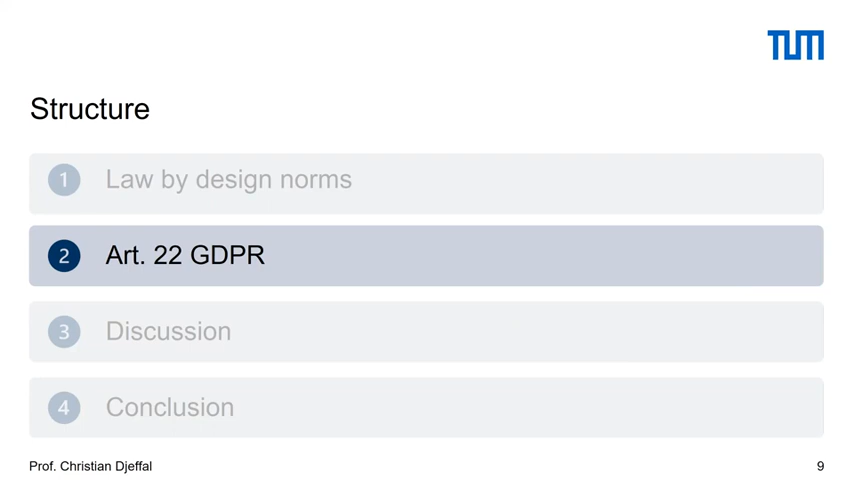 TUM
Structure
1 Law by design norms
2 Art. 22 GDPR
3 Discussion
4 Conclusion
Prof. Christian Djeffal
9